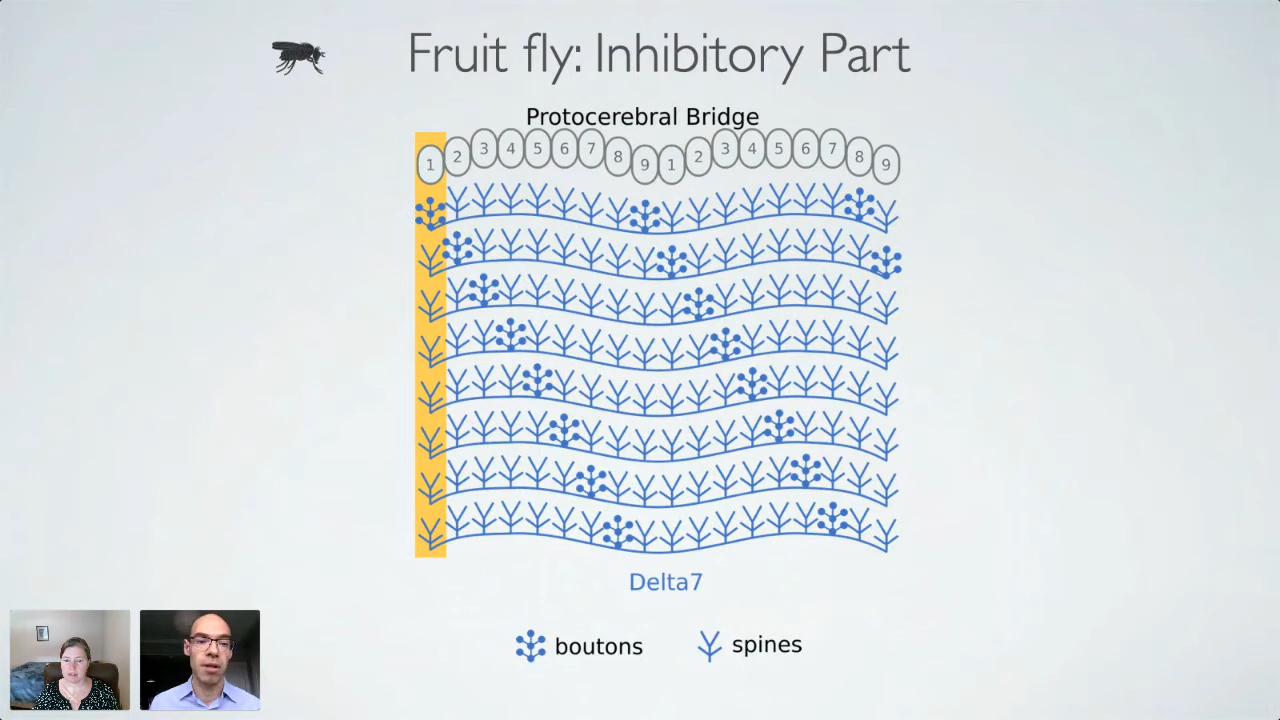 Fruit fly: Inhibitory Part
Protocerebral Bridge
1 2 3 4 5 6 7 8 9 1 2 3 4 5 6 7 8 9
Delta7
boutons spines